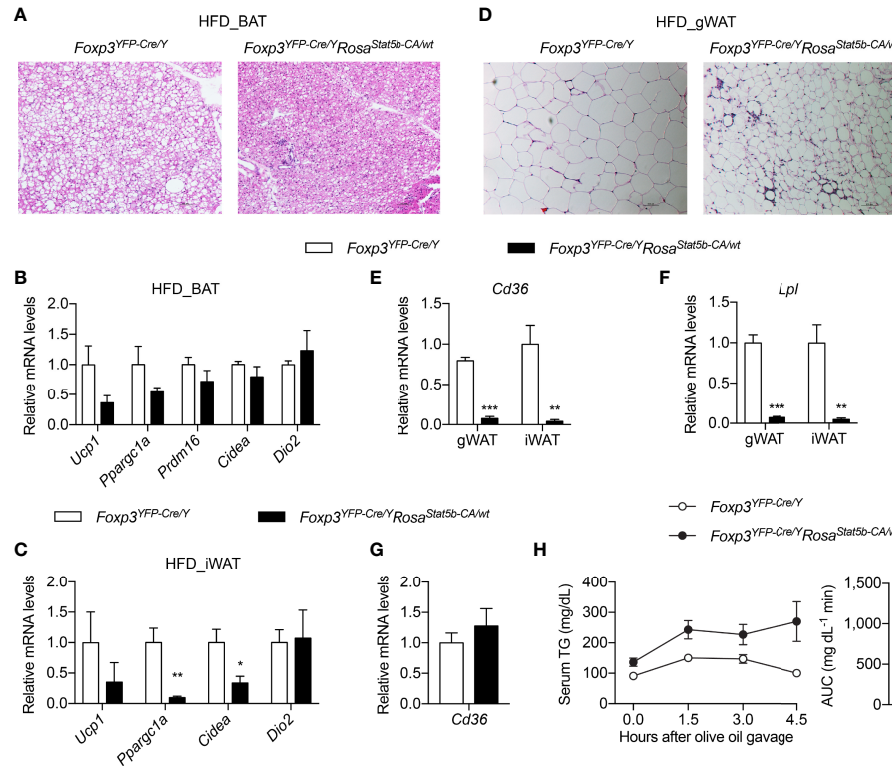 A
HFD_BAT
Foxp3YFP-Cre/Y
Foxp3YFP-Cre/YRosaStat5b-CA/wt
D
HFD_gWAT
Foxp3YFP-Cre/Y
Foxp3YFP-Cre/YRosaStat5b-CA/w
Foxp3YFP-Cre/Y
Foxp3YFP-Cre/YRosaStat5b-CA/wt
B
HFD_BAT
Relative mRNA levels
2.0
1.5
1.0
0.5
0.0
Ucp1
Ppargc1a
Prdm16
Cidea
Dio2
E
Cd36
Relative mRNA levels
1.5
1.0
0.5
0.0
***
**
gWAT
iWAT
F
Lpl
Relative mRNA levels
1.5
1.0
0.5
0.0
***
**
gWAT
iWAT
Foxp3YFP-Cre/Y
Foxp3YFP-Cre/YRosaStat5b-CA/wt
C
HFD_iWAT
Relative mRNA levels
2.0
1.5
1.0
0.5
0.0
**
*
Ucp1
Ppargc1a
Cidea
Dio2
G
Relative mRNA levels
2.0
1.5
1.0
0.5
0.0
Cd36
Foxp3YFP-Cre/Y
Foxp3YFP-Cre/YRosaStat5b-CA/w
H
Serum TG (mg/dL)
400
300
200
100
0
0.0
1.5
3.0
4.5
Hours after olive oil gavage
AUC (mg dL-1 min)
1,500
1,000
500
0